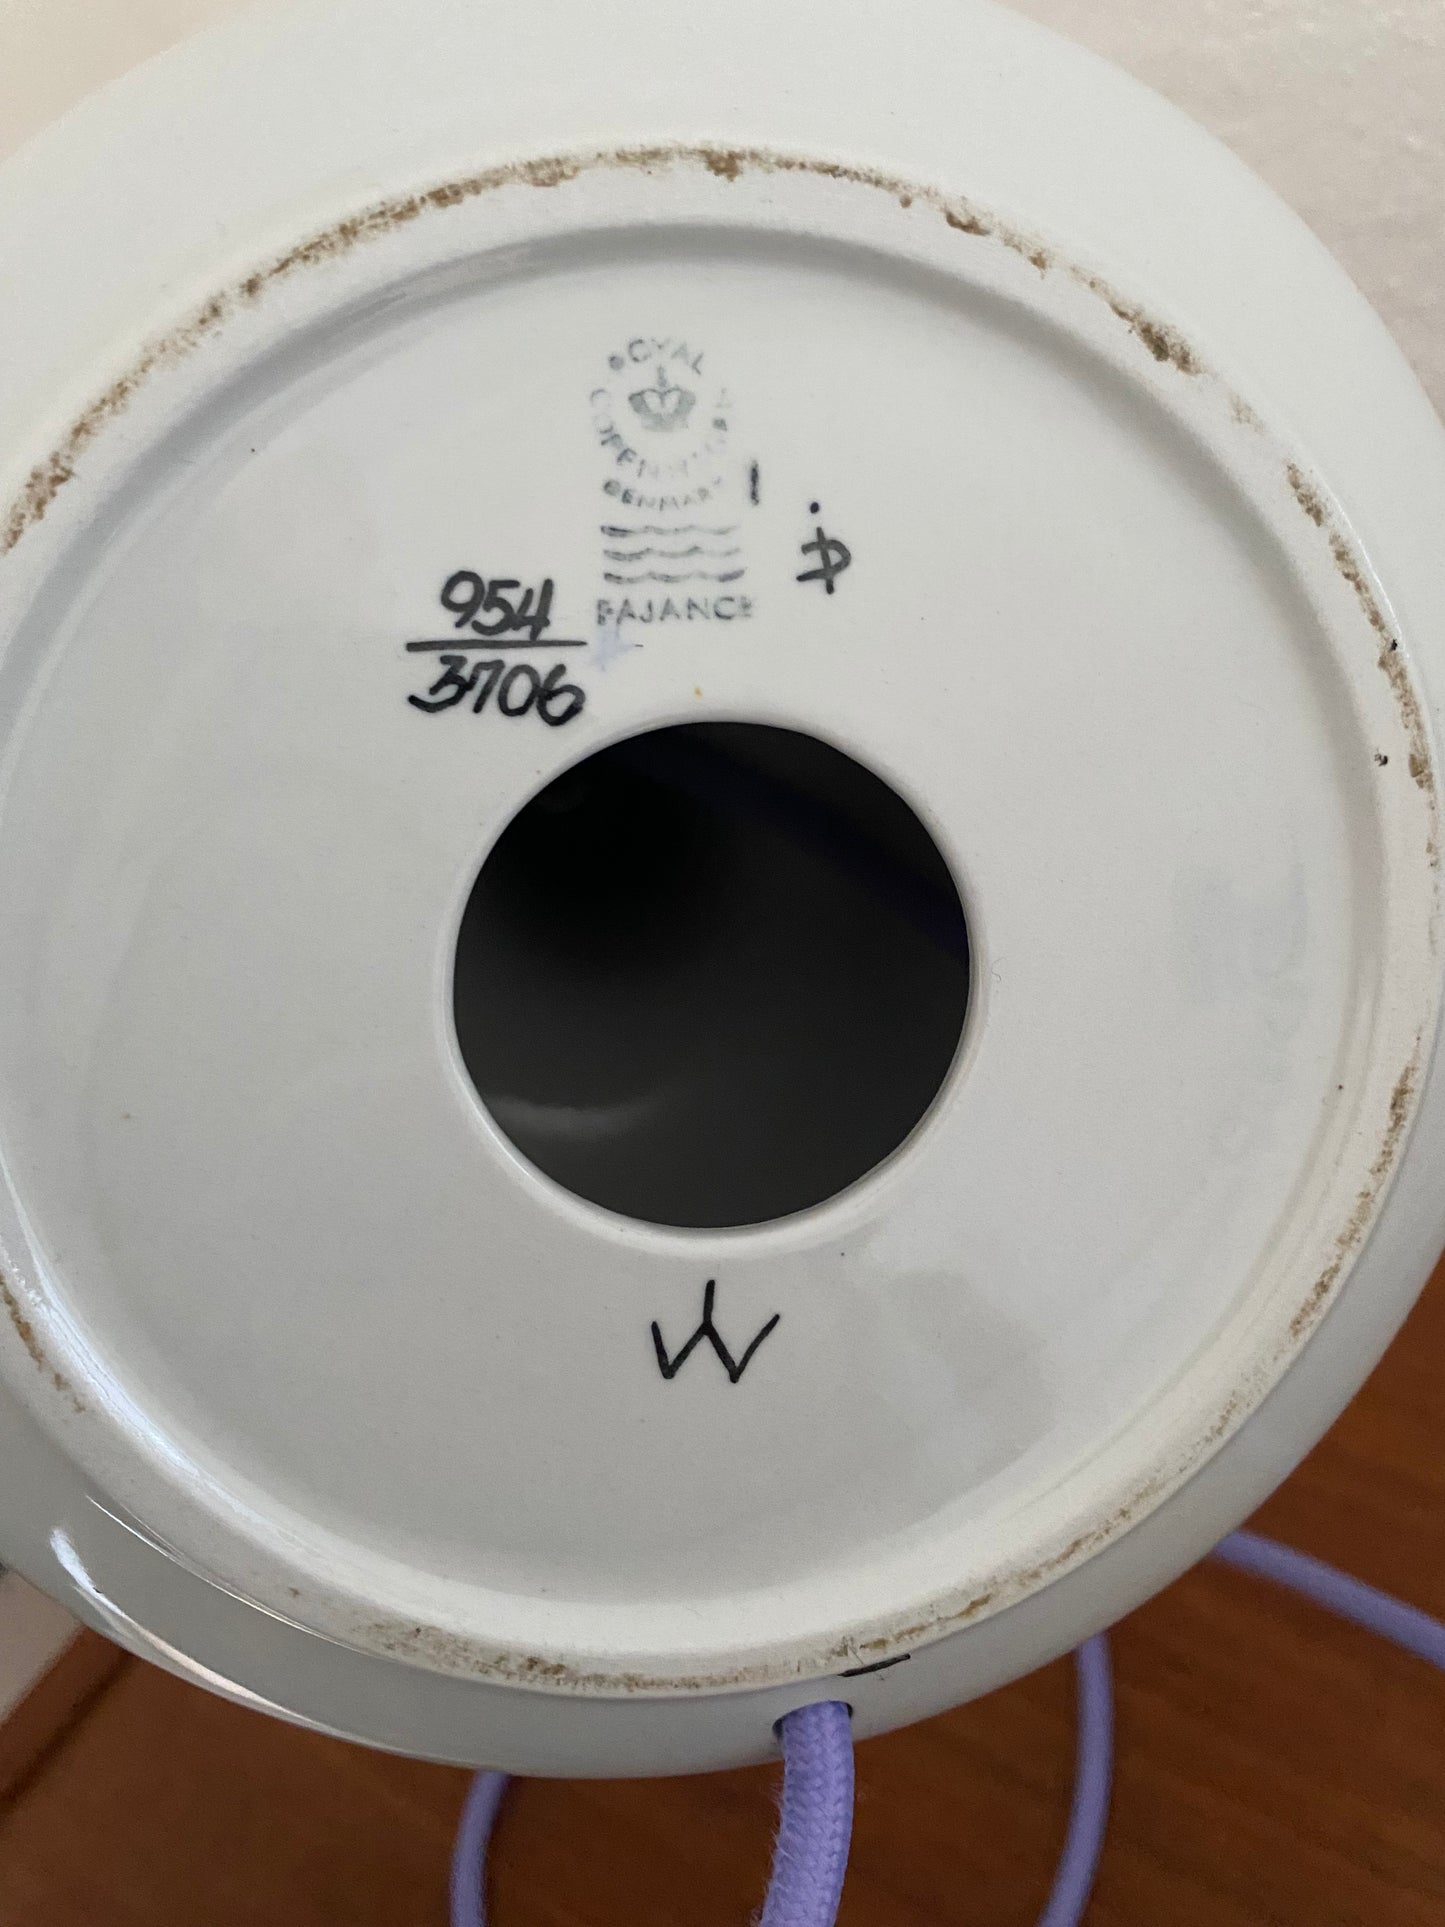 ROYAL
COPENHAGEN
DENMARK
FAJANCE
954
3706